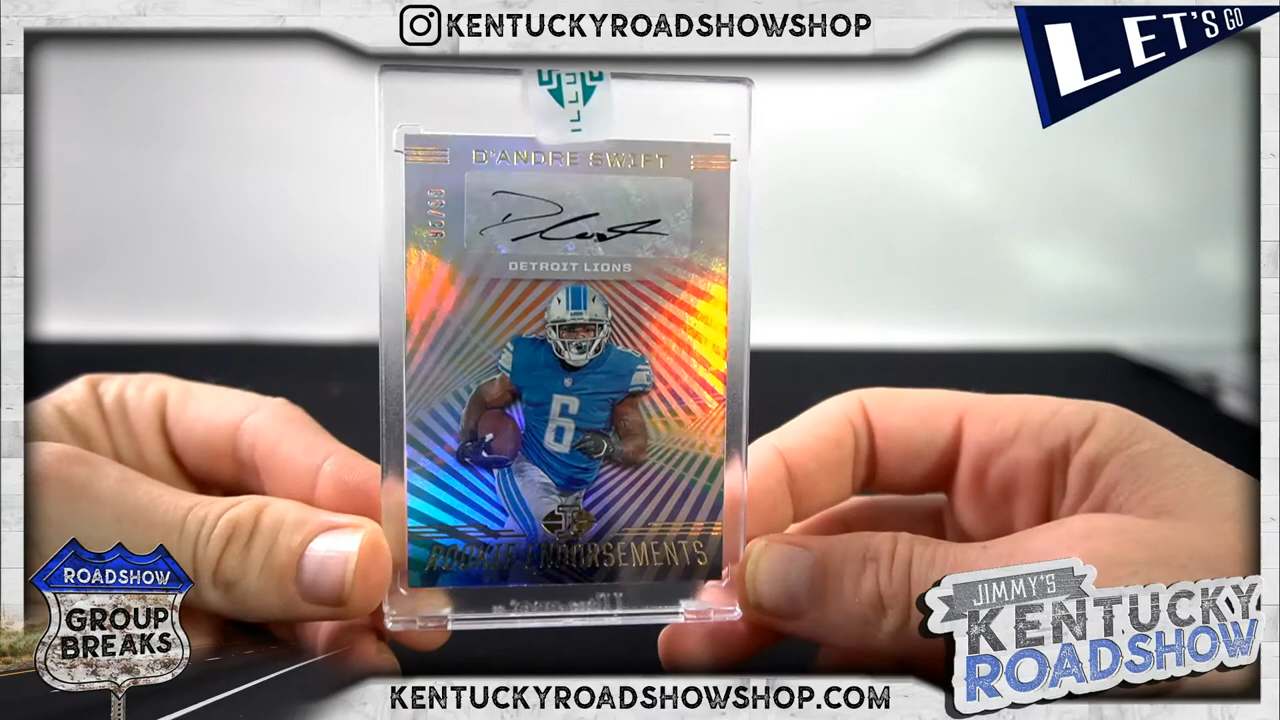 KENTUCKYROADSHOWSHOP
LET'S GO
D'ANDRE SWIFT
DETROIT LIONS
6
ROOKIE ENDORSEMENTS
ROADSHOW
GROUP
BREAKS
JIMMY'S
KENTUCKY
ROADSHOW
KENTUCKYROADSHOWSHOP.COM